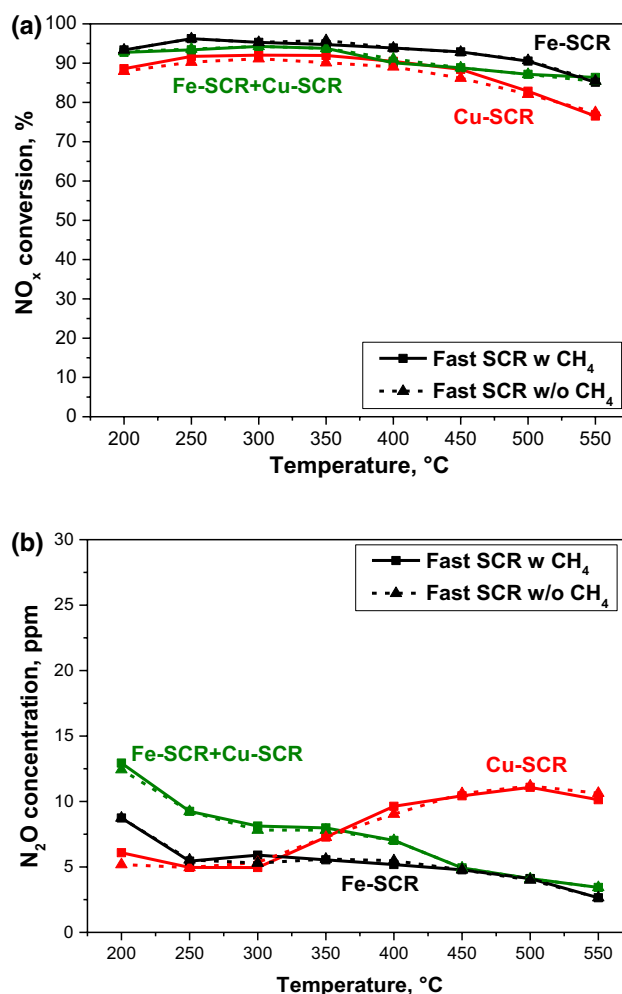 (a)
100
90
80
70
60
50
40
30
20
10
0
NOx conversion, %
Fe-SCR
Fe-SCR+Cu-SCR
Cu-SCR
Fast SCR w CH4
Fast SCR w/o CH4
200 250 300 350 400 450 500 550
Temperature, °C
(b)
30
25
20
15
10
5
0
N2O concentration, ppm
Fast SCR w CH4
Fast SCR w/o CH4
Fe-SCR+Cu-SCR
Cu-SCR
Fe-SCR
200 250 300 350 400 450 500 550
Temperature, °C